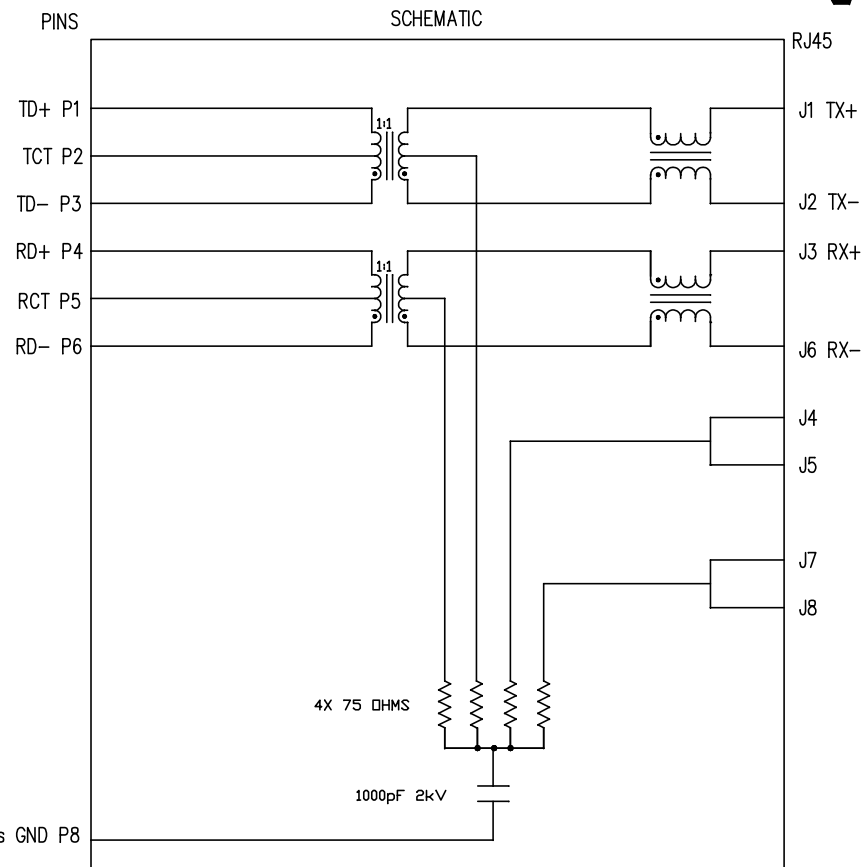 PINS
SCHEMATIC
RJ45
TD+ P1
1:1
J1 TX+
TCT P2
TD- P3
J2 TX-
RD+ P4
1:1
J3 RX+
RCT P5
RD- P6
J6 RX-
J4
J5
J7
J8
4X 75 OHMS
1000pF 2kV
GND P8